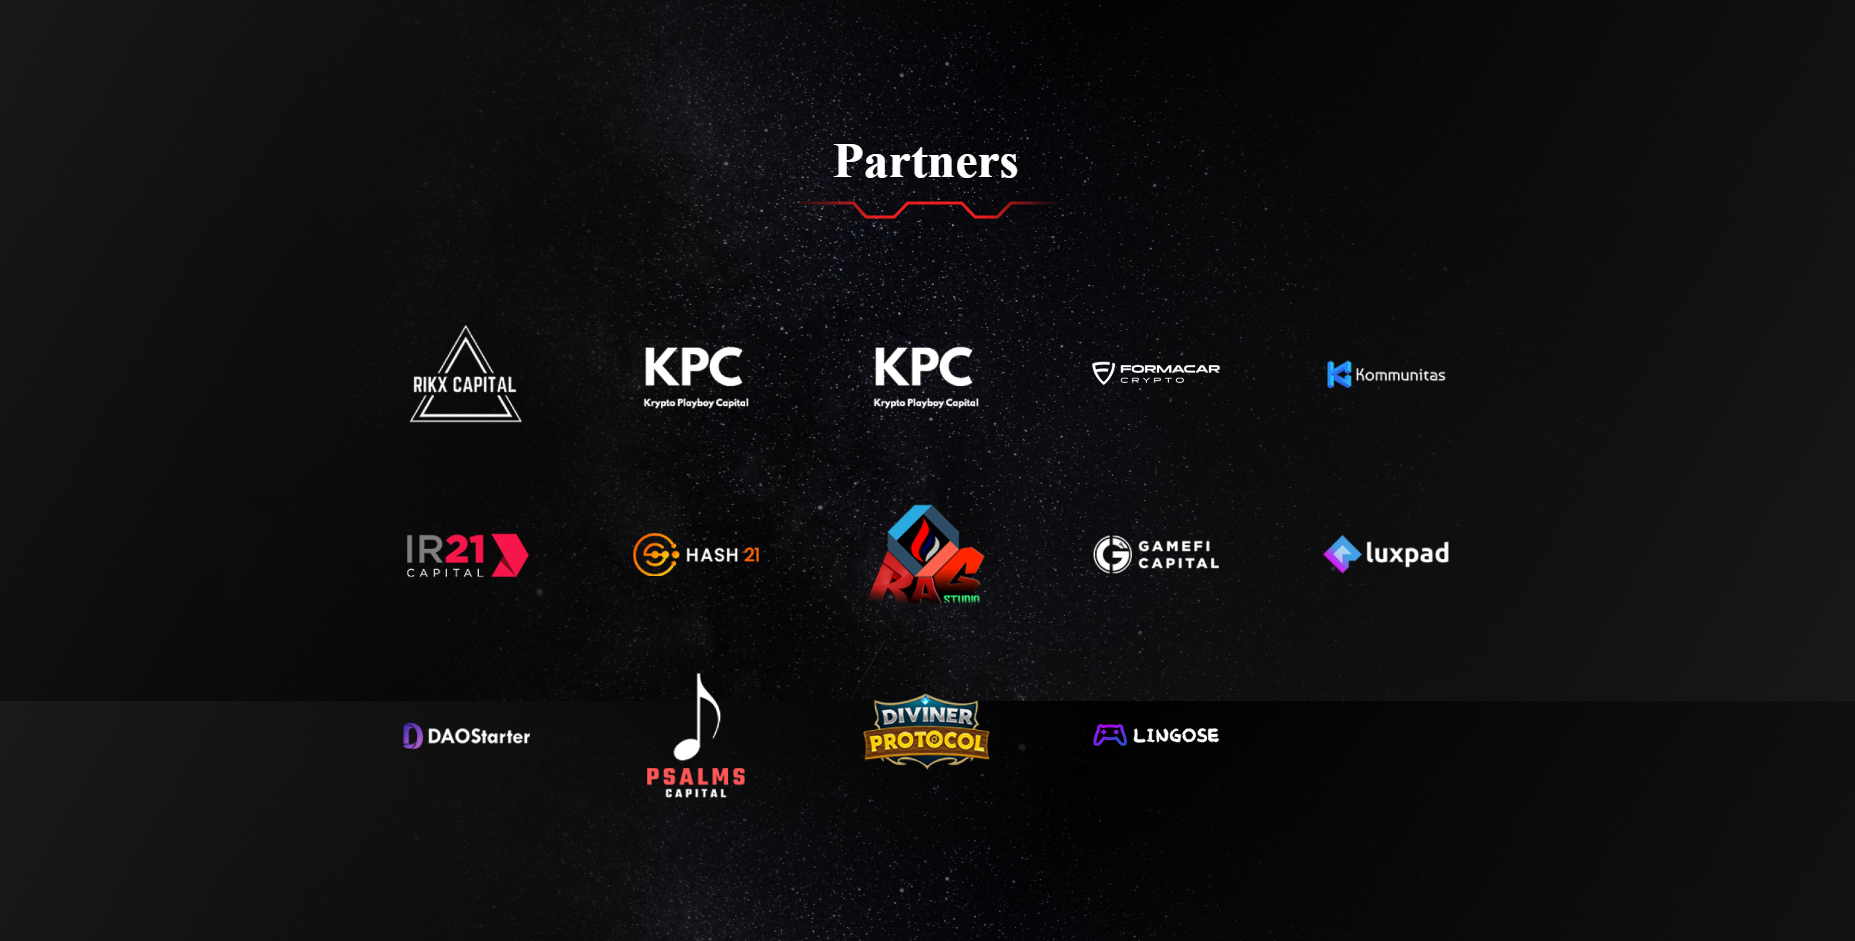 Partners
RIKX CAPITAL
KPC
Krypto Playboy Capital
KPC
Krypto Playboy Capital
FORMACAR
CRYPTO
Kommunitas
IR21
CAPITAL
HASH 21
RAG
STUDIO
GAMEFI
CAPITAL
luxpad
DAOStarter
PSALMS
CAPITAL
DIVINER
PROTOCOL
LINGOSE